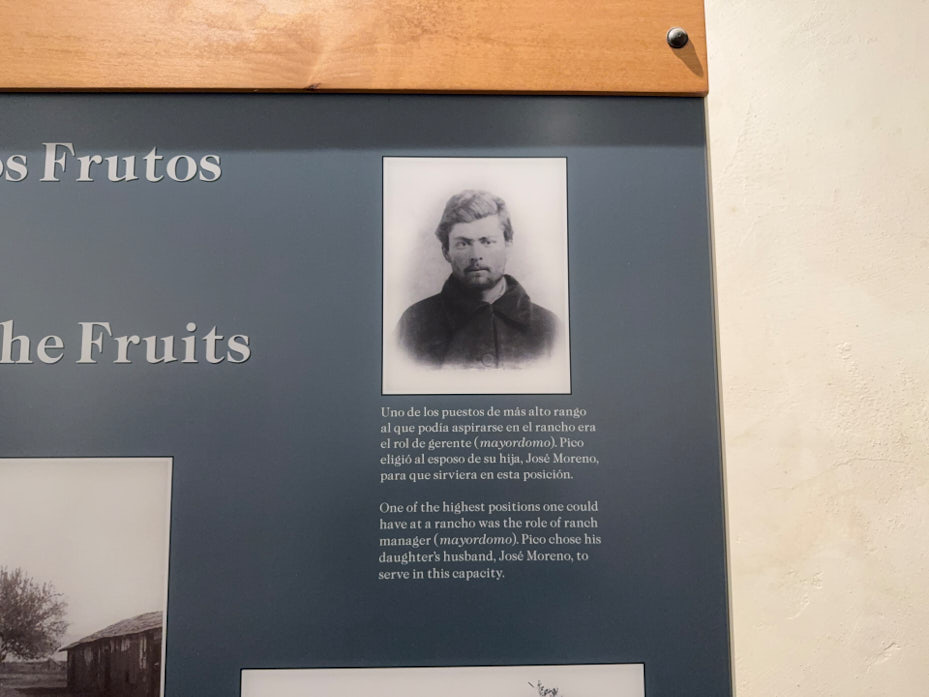 os Frutos
he Fruits
Uno de los puestos de más alto rango
al que podía aspirarse en el rancho era
el rol de gerente (mayordomo). Pico
eligió al esposo de su hija, José Moreno,
para que sirviera en esta posición.
One of the highest positions one could
have at a rancho was the role of ranch
manager (mayordomo). Pico chose his
daughter's husband, José Moreno, to
serve in this capacity.